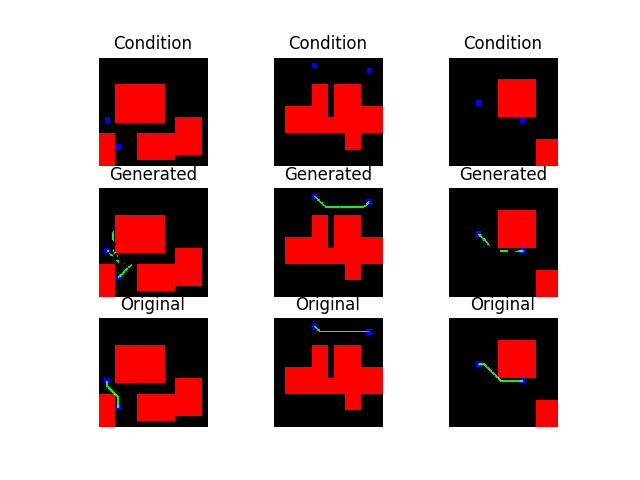 Condition Condition Condition
Generated Generated Generated
Original Original Original